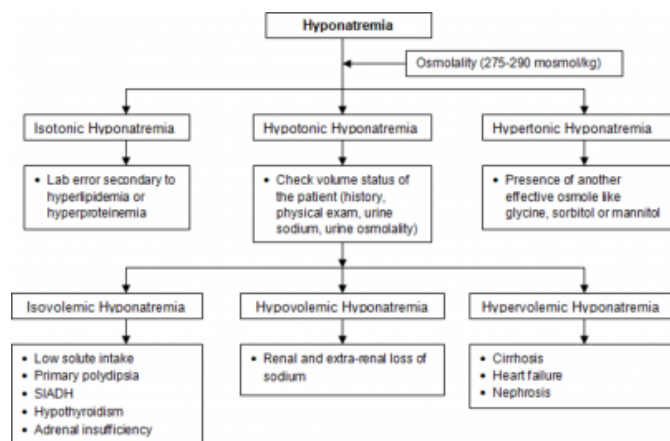 Hyponatremia
Osmolality (275-290 mosmol/kg)
Isotonic Hyponatremia
Hypotonic Hyponatremia
Hypertonic Hyponatremia
• Lab error secondary to
hyperlipidemia or
hyperproteinemia
• Check volume status of
the patient (history,
physical exam, urine
sodium, urine osmolality)
• Presence of another
effective osmole like
glycine, sorbitol or mannitol
Isovolemic Hyponatremia
Hypovolemic Hyponatremia
Hypervolemic Hyponatremia
• Low solute intake
• Primary polydipsia
• SIADH
• Hypothyroidism
• Adrenal insufficiency
• Renal and extra-renal loss of
sodium
• Cirrhosis
• Heart failure
• Nephrosis